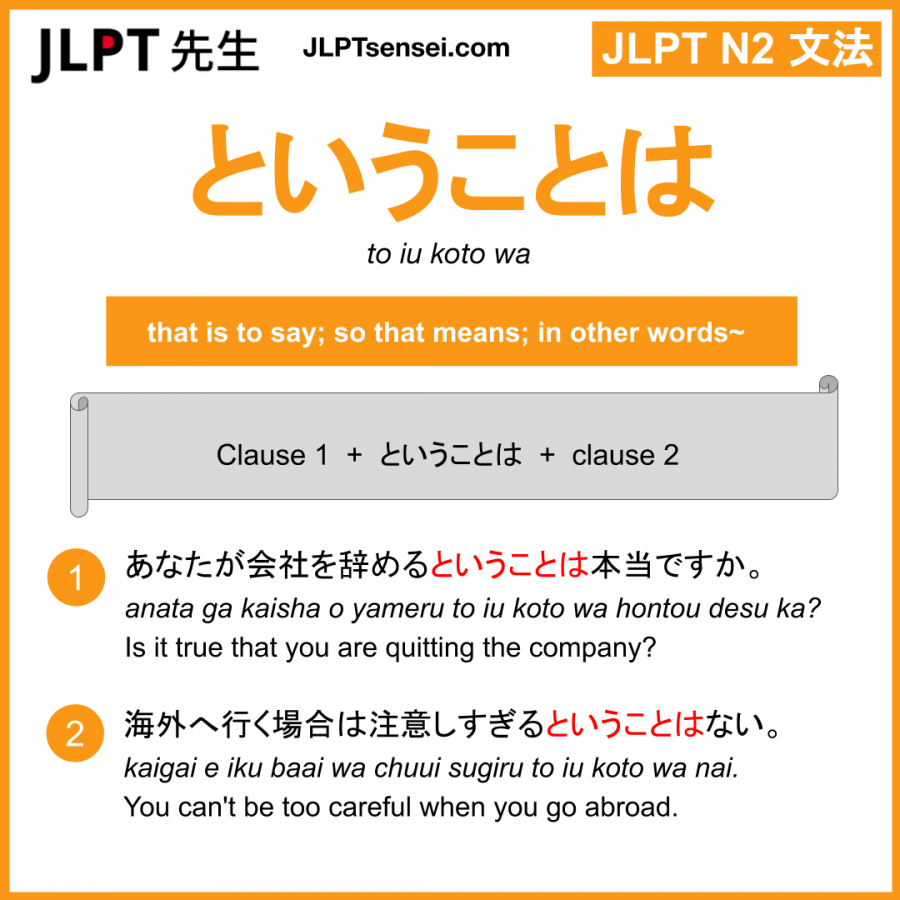 JLPT 先生
JLPTsensei.com
JLPT N2 文法
ということは
to iu koto wa
that is to say; so that means; in other words~
Clause 1 + ということは + clause 2
1
あなたが会社を辞めるということは本当ですか。
anata ga kaisha o yameru to iu koto wa hontou desu ka?
Is it true that you are quitting the company?
2
海外へ行く場合は注意しすぎるということはない。
kaigai e iku baai wa chuui sugiru to iu koto wa nai.
You can't be too careful when you go abroad.